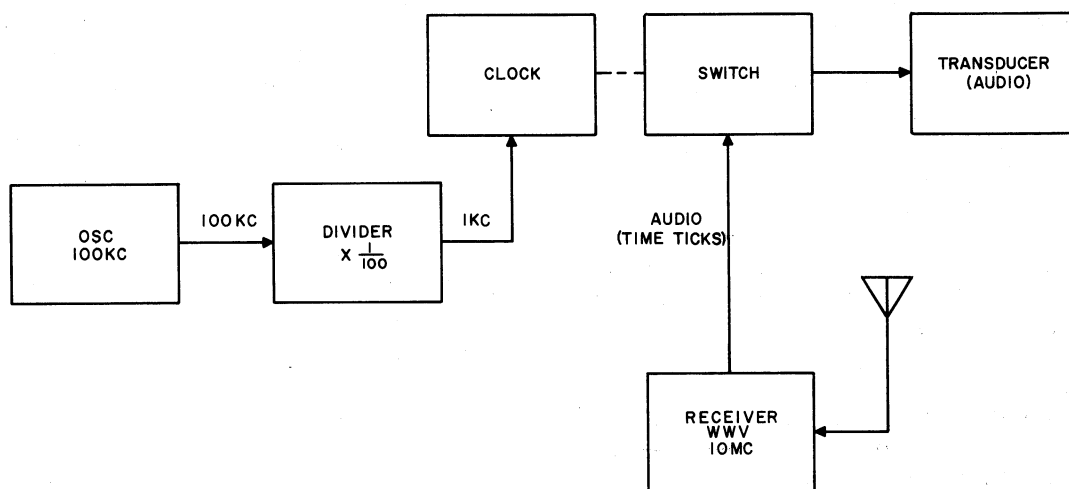 CLOCK
SWITCH
TRANSDUCER
(AUDIO)
OSC
100KC
100KC
DIVIDER
X 1/100
1KC
AUDIO
(TIME TICKS)
RECEIVER
WWV
10MC